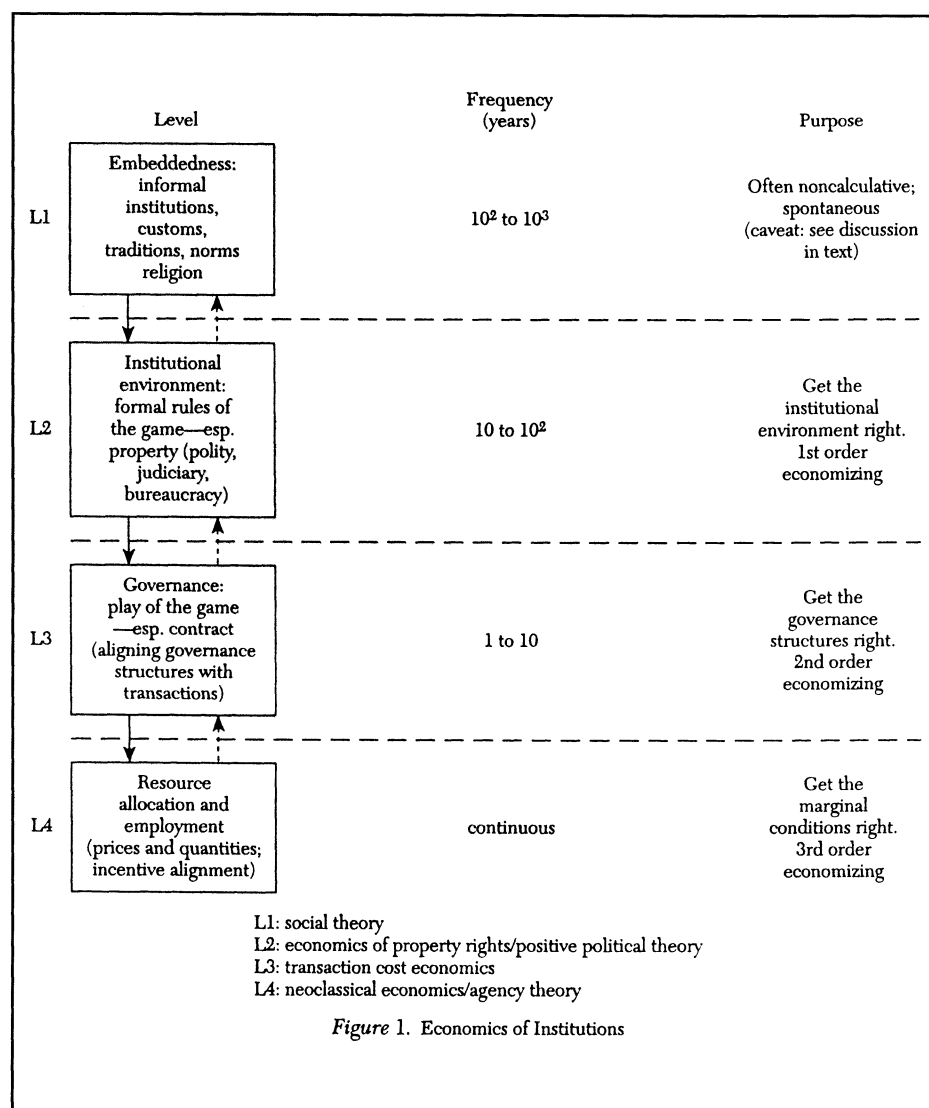 Level
Frequency
(years)
Purpose
L1
Embeddedness:
informal
institutions,
customs,
traditions, norms
religion
10² to 10³
Often noncalculative;
spontaneous
(caveat: see discussion
in text)
L2
Institutional
environment:
formal rules of
the game—esp.
property (polity,
judiciary,
bureaucracy)
10 to 10²
Get the
institutional
environment right.
1st order
economizing
L3
Governance:
play of the game
—esp. contract
(aligning governance
structures with
transactions)
1 to 10
Get the
governance
structures right.
2nd order
economizing
L4
Resource
allocation and
employment
(prices and quantities;
incentive alignment)
continuous
Get the
marginal
conditions right.
3rd order
economizing
L1: social theory
L2: economics of property rights/positive political theory
L3: transaction cost economics
L4: neoclassical economics/agency theory
Figure 1. Economics of Institutions